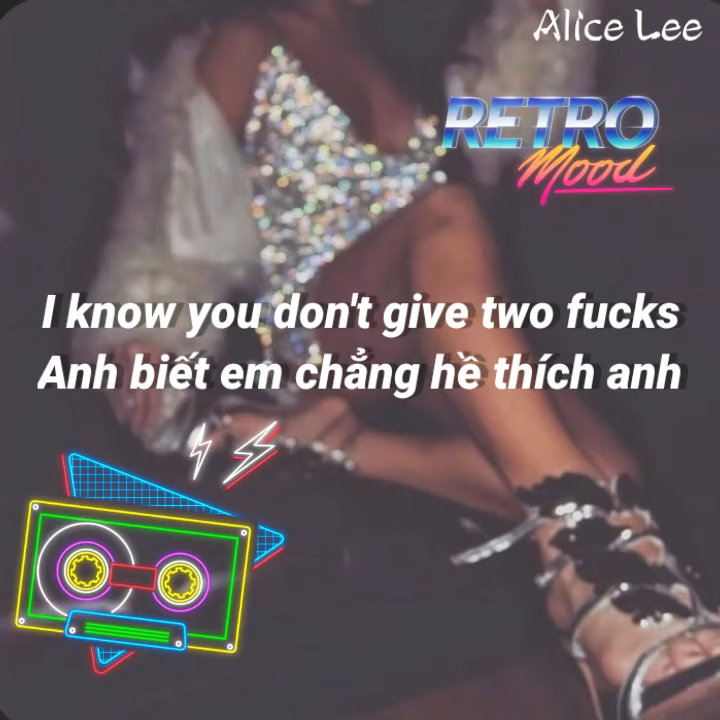 Alice Lee
RETRO
Mood
I know you don't give two fucks
Anh biết em chẳng hề thích anh